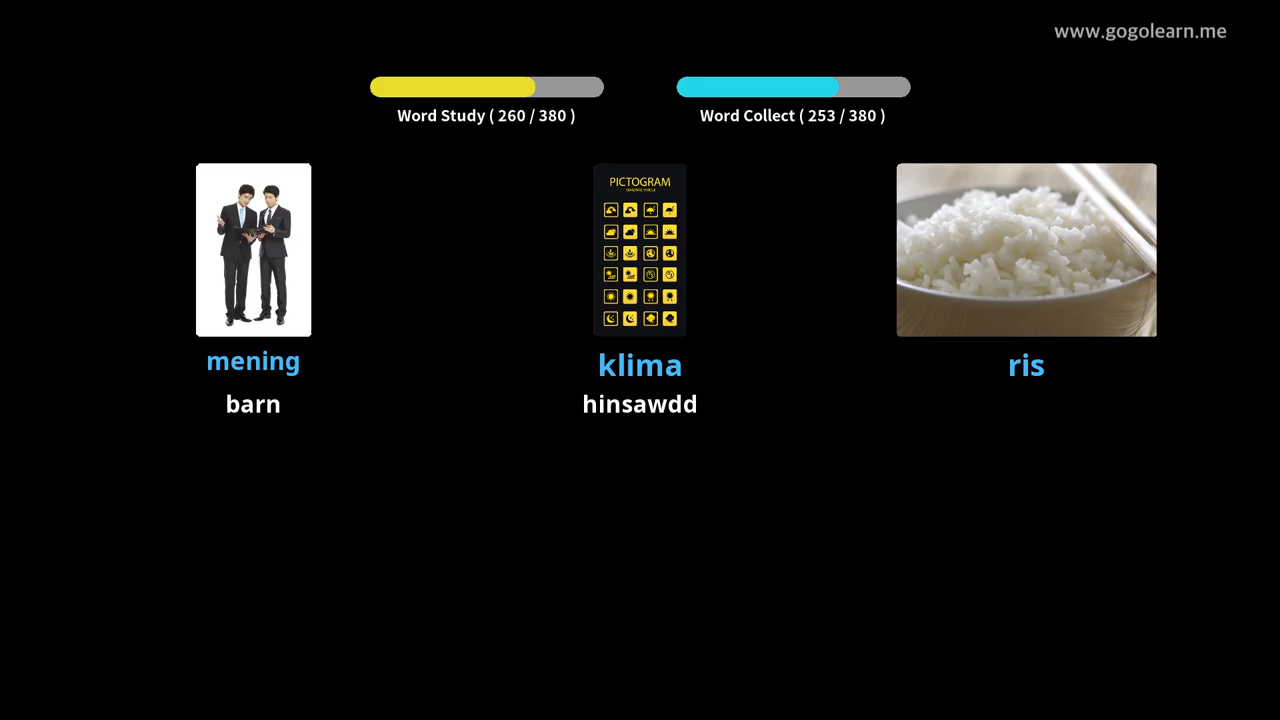 www.gogolearn.me
Word Study ( 260 / 380 )
Word Collect ( 253 / 380 )
PICTOGRAM
mening
klima
ris
barn
hinsawdd